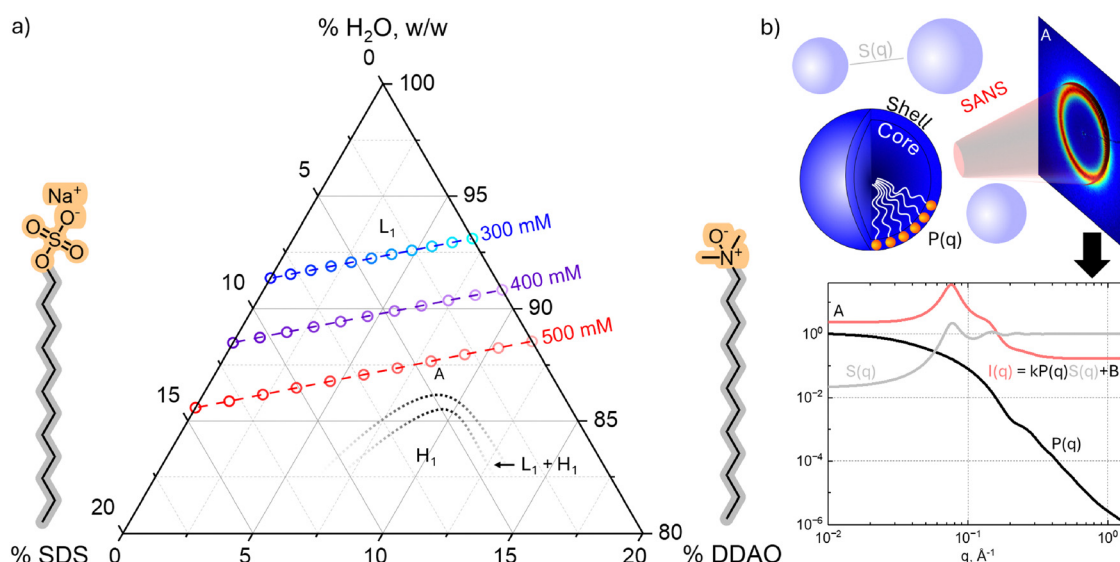 a)
% H₂O, w/w
0
100
5
95
L₁
300 mM
10
400 mM
90
500 mM
15
A
85
H₁
L₁ + H₁
20
80
% SDS
0
5
10
15
20
% DDAO
Na⁺
O⁻
O
S
O
O
O⁻
N⁺
b)
S(q)
A
SANS
Shell
Core
P(q)
A
10⁰
S(q)
I(q) = kP(q)S(q)+B
10⁻²
P(q)
10⁻⁴
10⁻⁶
10⁻²
10⁻¹
10⁰
q, Å⁻¹